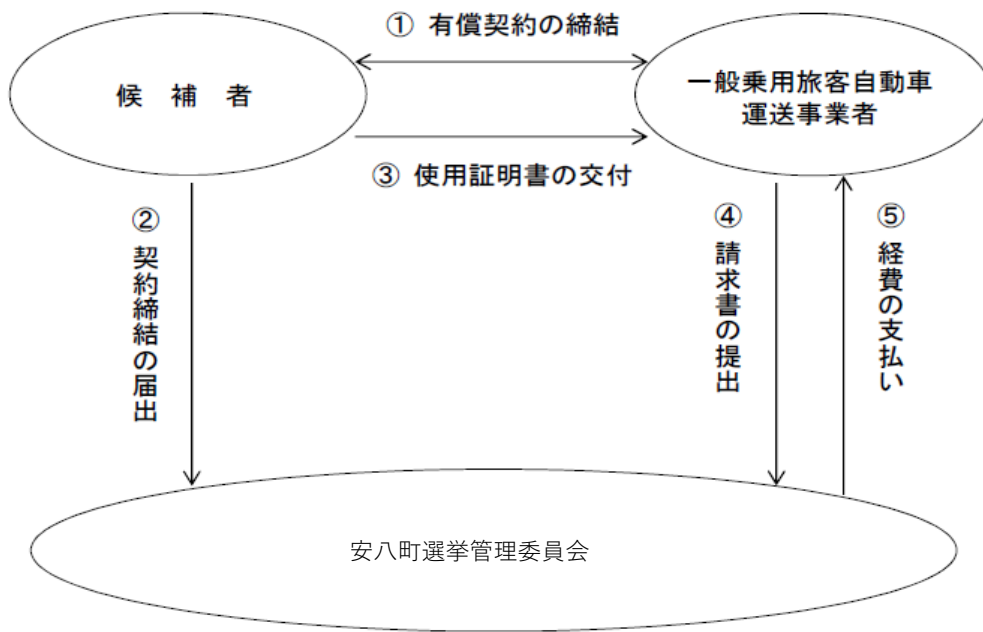 ① 有償契約の締結
候 補 者
一般乗用旅客自動車
運送事業者
③ 使用証明書の交付
② 契約締結の届出
④ 請求書の提出
⑤ 経費の支払い
安八町選挙管理委員会